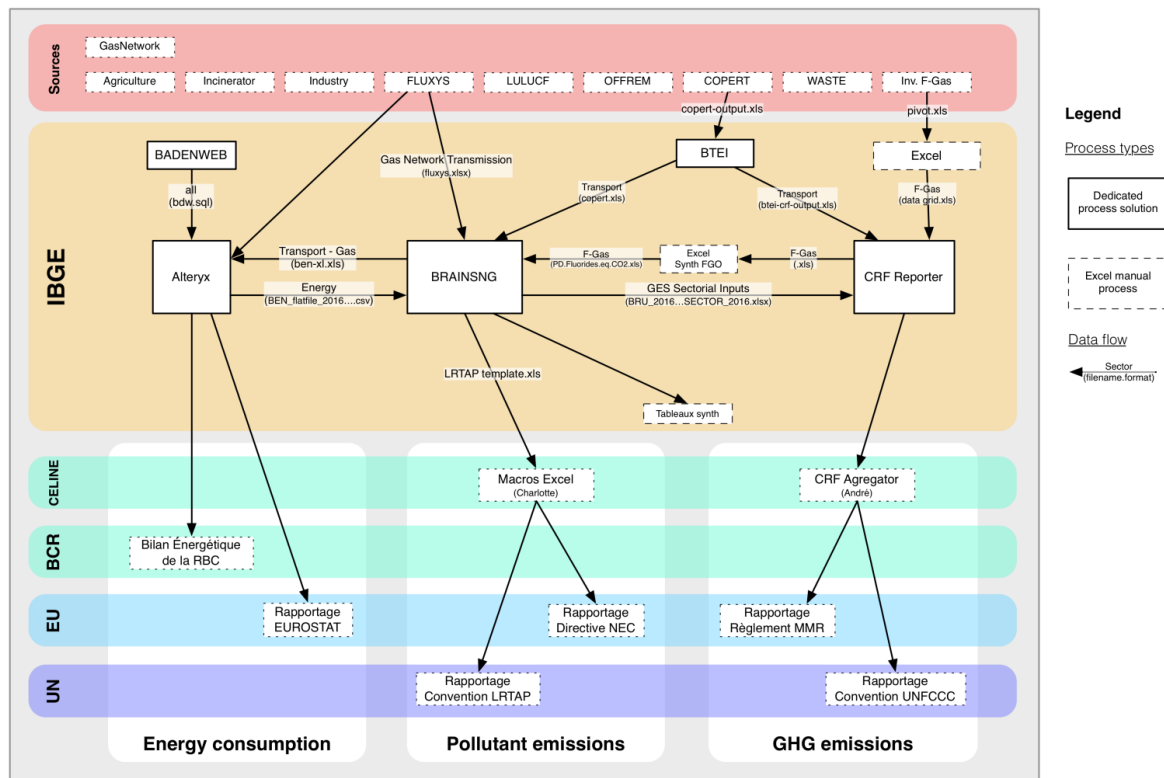 Sources
GasNetwork
Agriculture
Incinerator
Industry
FLUXYS
LULUCF
OFFREM
COPERT
WASTE
Inv. F-Gas
copert-output.xls
pivot.xls
IBGE
BADENWEB
BTEI
Excel
all
(bdw.sql)
Gas Network Transmission
(fluxys.xlsx)
Transport
(copert.xls)
Transport
(btei-crf-output.xls)
F-Gas
(data grid.xls)
Alteryx
Transport - Gas
(ben-xl.xls)
Energy
(BEN_flatfile_2016....csv)
BRAINSNG
F-Gas
(PD.Fluorides.eq.CO2.xls)
Excel
Synth FGO
F-Gas
(.xls)
GES Sectorial Inputs
(BRU_2016...SECTOR_2016.xlsx)
CRF Reporter
LRTAP template.xls
Tableaux synth
CELINE
Macros Excel
(Charlotte)
CRF Agregator
(André)
BCR
Bilan Énergétique
de la RBC
EU
Rapportage
EUROSTAT
Rapportage
Directive NEC
Rapportage
Règlement MMR
UN
Rapportage
Convention LRTAP
Rapportage
Convention UNFCCC
Energy consumption
Pollutant emissions
GHG emissions
Legend
Process types
Dedicated
process solution
Excel manual
process
Data flow
Sector
(filename.format)